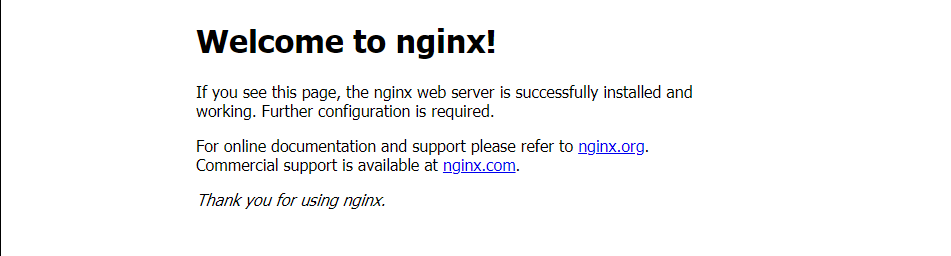 Welcome to nginx!
If you see this page, the nginx web server is successfully installed and
working. Further configuration is required.
For online documentation and support please refer to nginx.org.
Commercial support is available at nginx.com.
Thank you for using nginx.